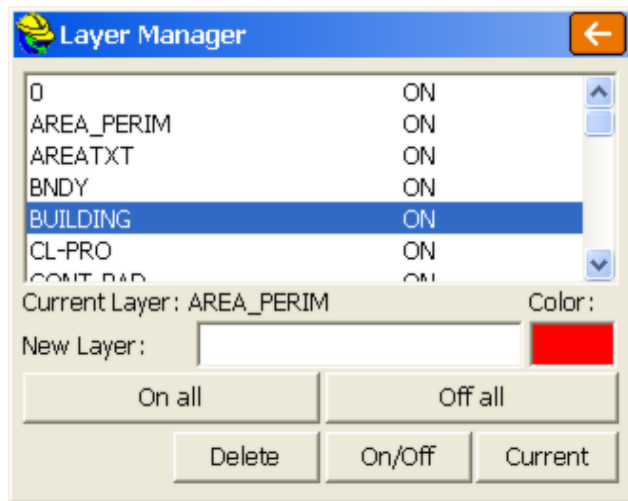 Layer Manager
0 ON
AREA_PERIM ON
AREATXT ON
BNDY ON
BUILDING ON
CL-PRO ON
Current Layer: AREA_PERIM Color:
New Layer:
On all Off all
Delete On/Off Current